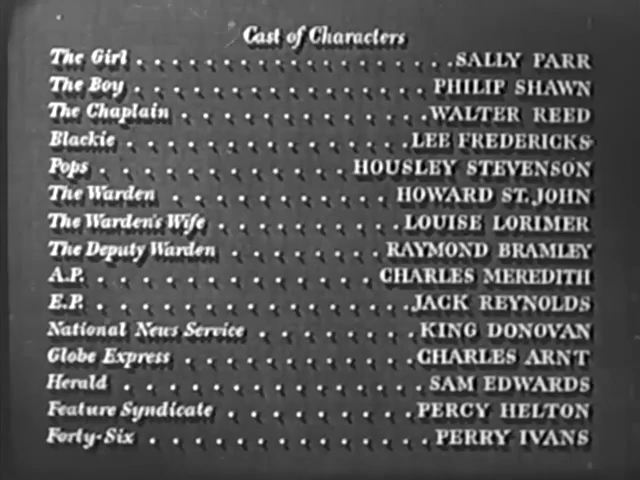 Cast of Characters
The Girl . . . . . . . . . . . . . . . . . . SALLY PARR
The Boy . . . . . . . . . . . . . . . . . PHILIP SHAWN
The Chaplain . . . . . . . . . . . . . . WALTER REED
Blackie . . . . . . . . . . . . . . . . . LEE FREDERICKS
Pops . . . . . . . . . . . . . . HOUSLEY STEVENSON
The Warden . . . . . . . . . . . . HOWARD ST. JOHN
The Warden's Wife . . . . . . . . . . LOUISE LORIMER
The Deputy Warden . . . . . . . . RAYMOND BRAMLEY
A.P. . . . . . . . . . . . . . . . . CHARLES MEREDITH
E.P. . . . . . . . . . . . . . . . . . . JACK REYNOLDS
National News Service . . . . . . . KING DONOVAN
Globe Express . . . . . . . . . . . . . CHARLES ARNT
Herald . . . . . . . . . . . . . . . . . SAM EDWARDS
Feature Syndicate . . . . . . . . . . PERCY HELTON
Forty-Six . . . . . . . . . . . . . . . . PERRY IVANS